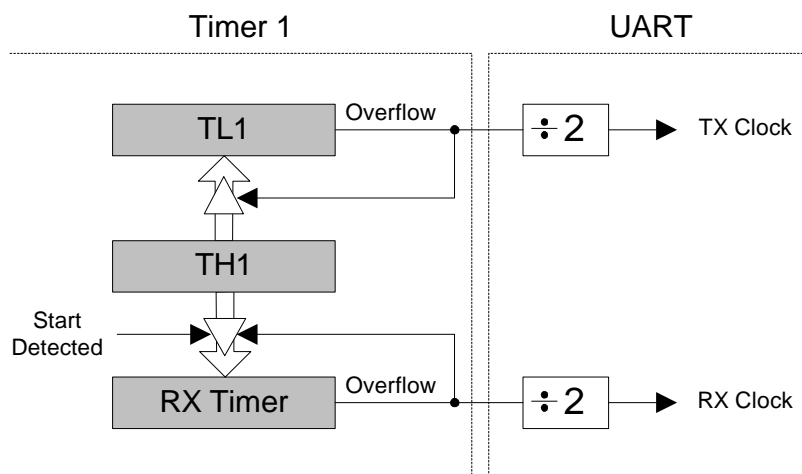 Timer 1
UART
TL1
Overflow
÷ 2
TX Clock
TH1
Start
Detected
RX Timer
Overflow
÷ 2
RX Clock